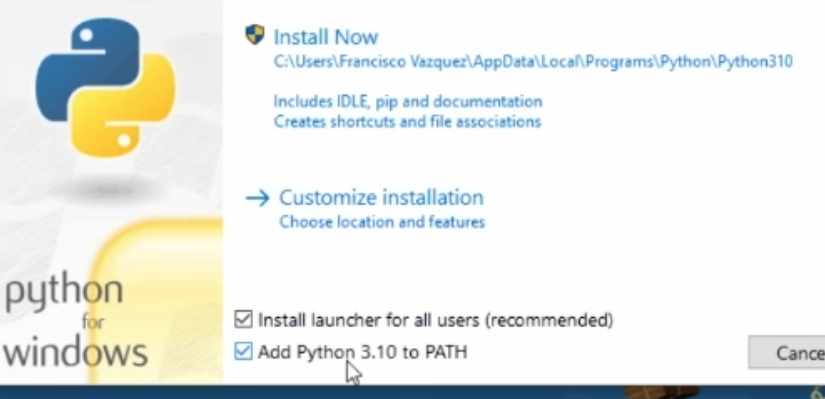 Install Now
C:\Users\Francisco Vazquez\AppData\Local\Programs\Python\Python310
Includes IDLE, pip and documentation
Creates shortcuts and file associations
Customize installation
Choose location and features
python
for
windows
Install launcher for all users (recommended)
Add Python 3.10 to PATH
Cance